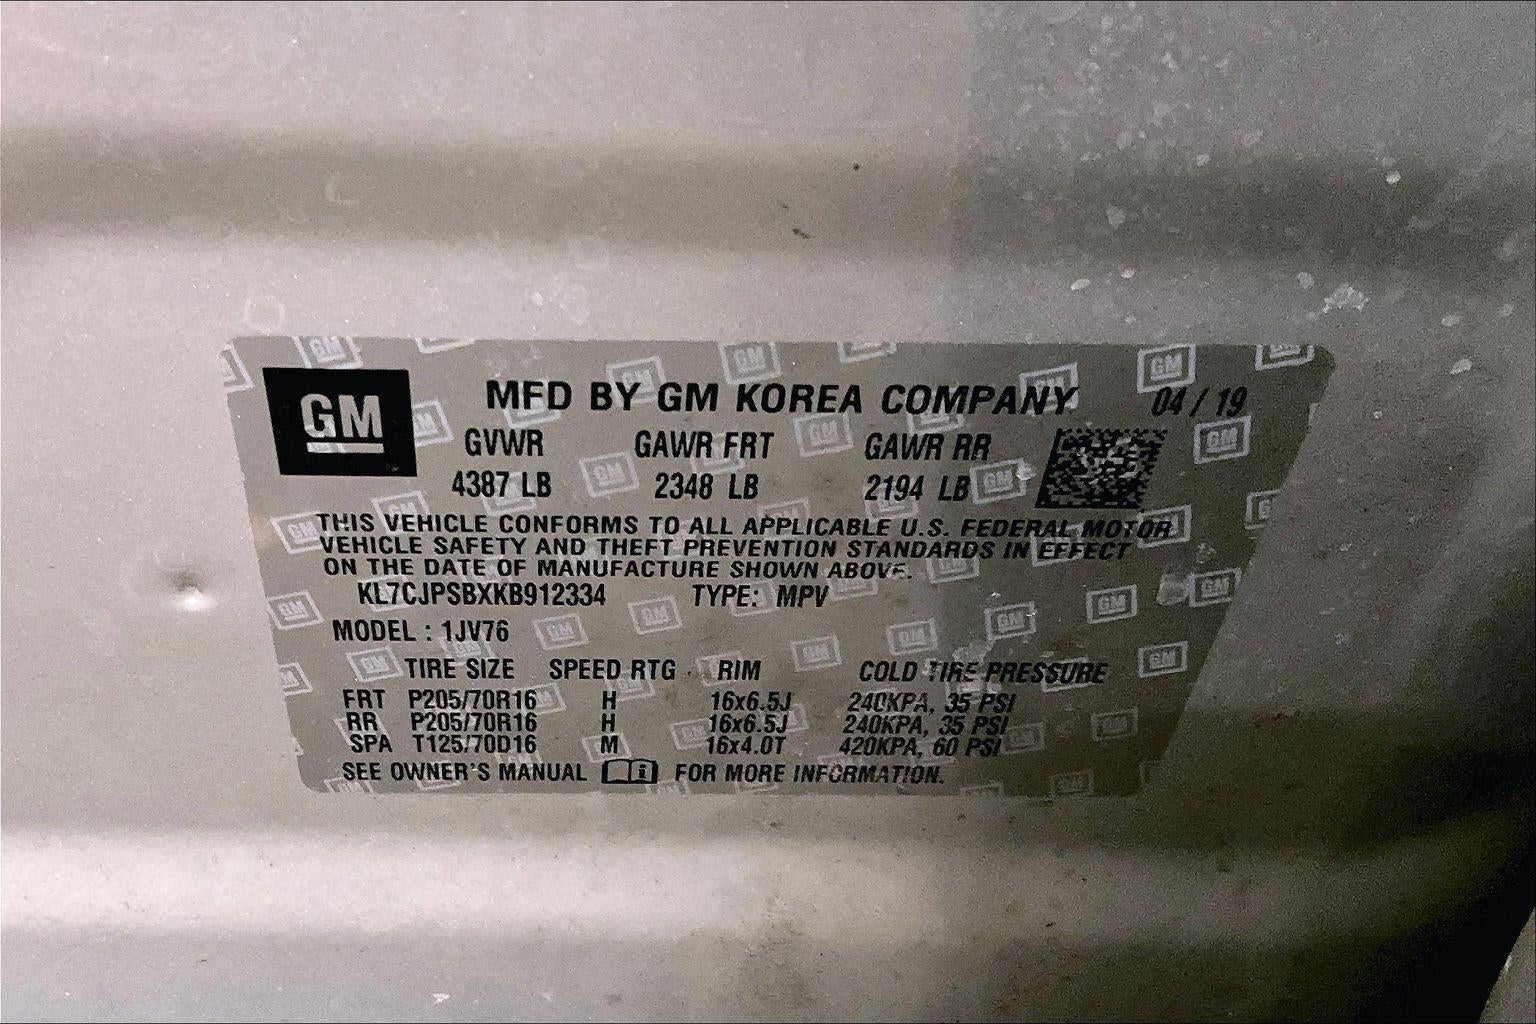 GM MFD BY GM KOREA COMPANY 04 / 19
GVWR GAWR FRT GAWR RR
4387 LB 2348 LB 2194 LB
THIS VEHICLE CONFORMS TO ALL APPLICABLE U.S. FEDERAL MOTOR
VEHICLE SAFETY AND THEFT PREVENTION STANDARDS IN EFFECT
ON THE DATE OF MANUFACTURE SHOWN ABOVE.
KL7CJPSBXKB912334 TYPE: MPV
MODEL : 1JV76
TIRE SIZE SPEED RTG RIM COLD TIRE PRESSURE
FRT P205/70R16 H 16x6.5J 240KPA, 35 PSI
RR P205/70R16 H 16x6.5J 240KPA, 35 PSI
SPA T125/70D16 M 16x4.0T 420KPA, 60 PSI
SEE OWNER'S MANUAL FOR MORE INFORMATION.